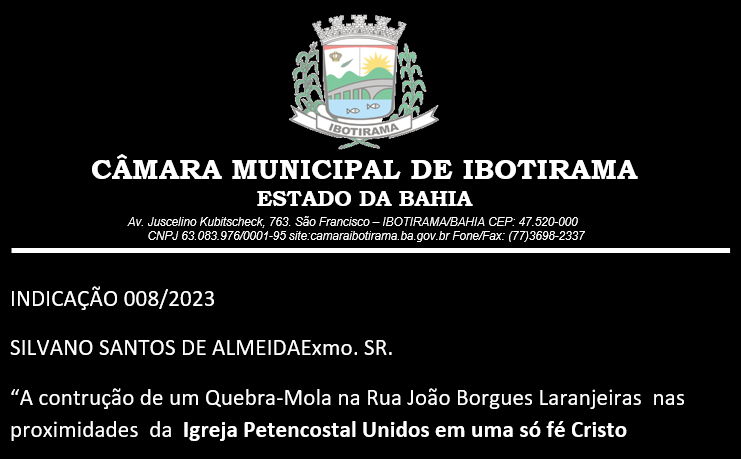 IBOTIRAMA
CÂMARA MUNICIPAL DE IBOTIRAMA
ESTADO DA BAHIA
Av. Juscelino Kubitscheck, 763. São Francisco – IBOTIRAMA/BAHIA CEP: 47.520-000
CNPJ 63.083.976/0001-95 site:camaraibotirama.ba.gov.br Fone/Fax: (77)3698-2337
INDICAÇÃO 008/2023
SILVANO SANTOS DE ALMEIDAExmo. SR.
“A contrução de um Quebra-Mola na Rua João Borgues Laranjeiras nas
proximidades da Igreja Petencostal Unidos em uma só fé Cristo